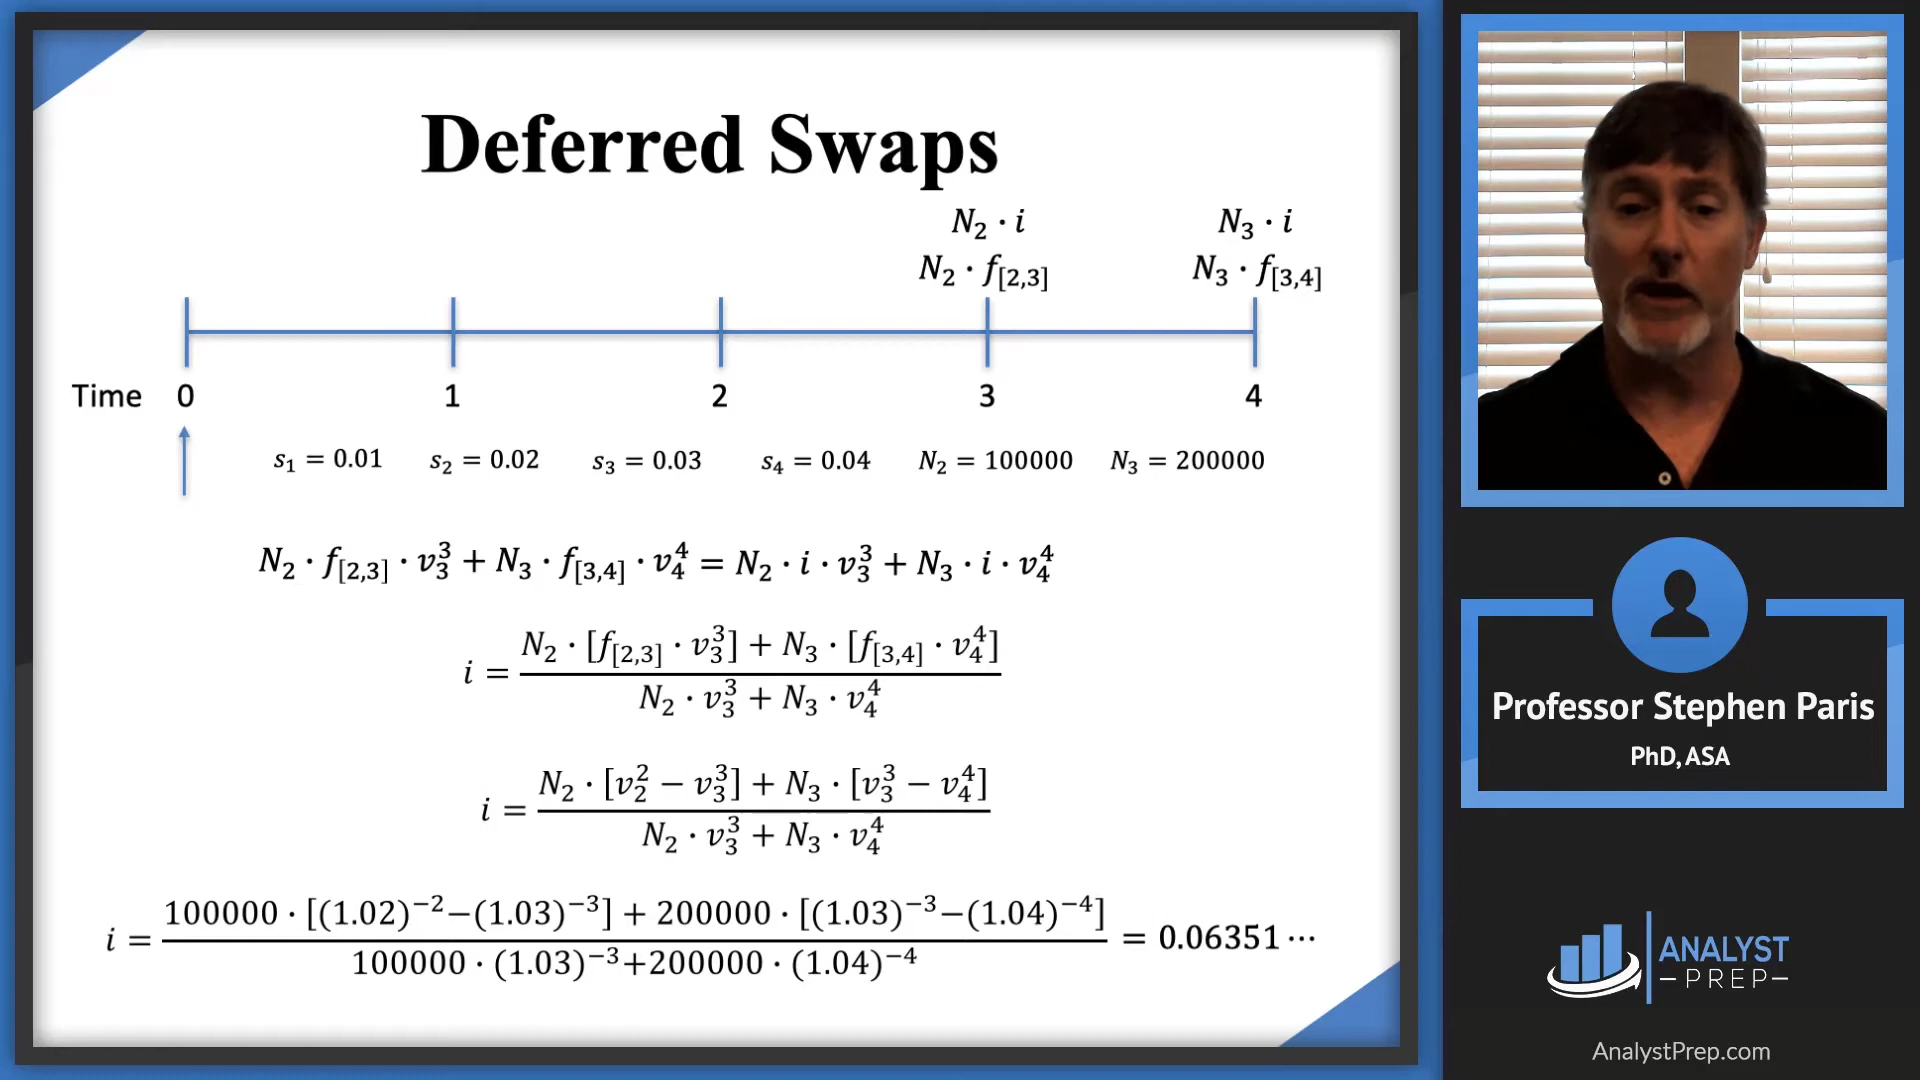 Deferred Swaps
N₂ · i
N₃ · i
N₂ · f[2,3]
N₃ · f[3,4]
Time 0 1 2 3 4
s₁ = 0.01 s₂ = 0.02 s₃ = 0.03 s₄ = 0.04 N₂ = 100000 N₃ = 200000
N₂ · f[2,3] · v₃³ + N₃ · f[3,4] · v₄⁴ = N₂ · i · v₃³ + N₃ · i · v₄⁴
i = N₂ · [f[2,3] · v₃³] + N₃ · [f[3,4] · v₄⁴]
N₂ · v₃³ + N₃ · v₄⁴
i = N₂ · [v₂² − v₃³] + N₃ · [v₃³ − v₄⁴]
N₂ · v₃³ + N₃ · v₄⁴
i = 100000 · [(1.02)⁻²−(1.03)⁻³] + 200000 · [(1.03)⁻³−(1.04)⁻⁴] = 0.06351 ⋯
100000 · (1.03)⁻³+200000 · (1.04)⁻⁴
Professor Stephen Paris
PhD, ASA
ANALYST
PREP
AnalystPrep.com